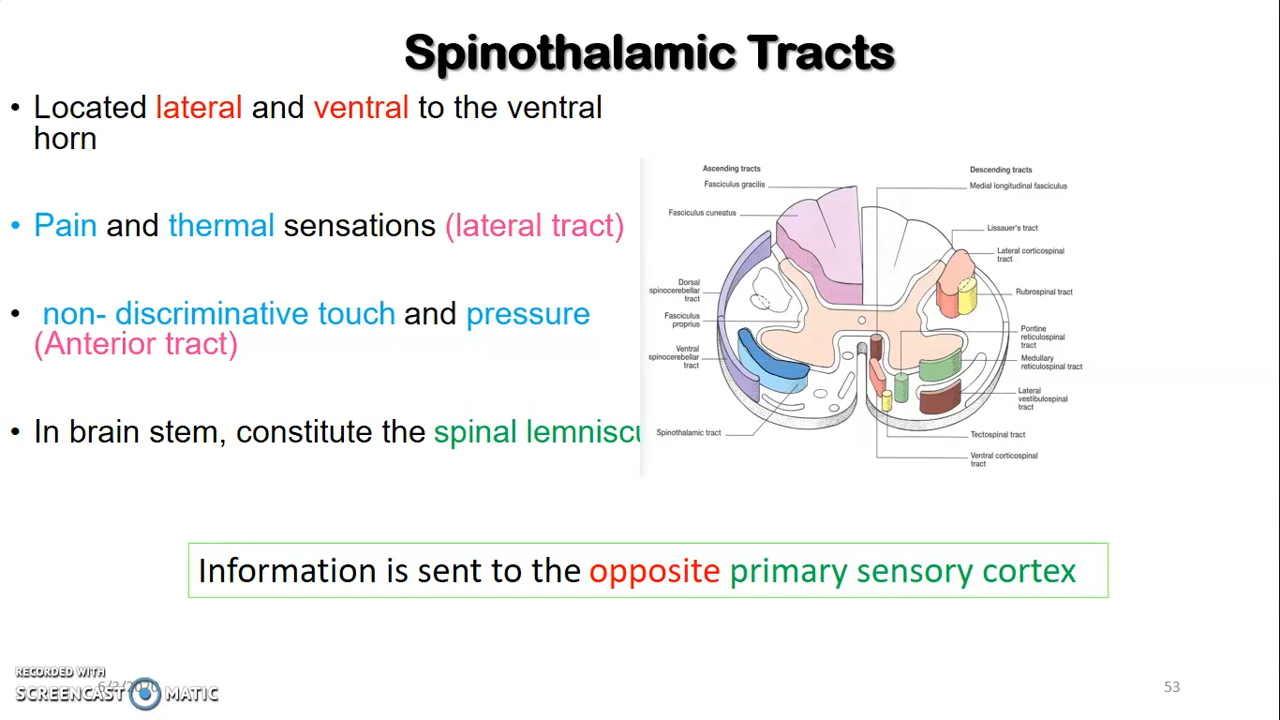 Spinothalamic Tracts
• Located lateral and ventral to the ventral
horn
• Pain and thermal sensations (lateral tract)
• non- discriminative touch and pressure
(Anterior tract)
• In brain stem, constitute the spinal lemniscu
Ascending tracts
Fasciculus gracilis
Fasciculus cuneatus
Dorsal
spinocerebellar
tract
Fasciculus
proprius
Ventral
spinocerebellar
tract
Spinothalamic tract
Descending tracts
Medial longitudinal fasciculus
Lissauer's tract
Lateral corticospinal
tract
Rubrospinal tract
Pontine
reticulospinal
tract
Medullary
reticulospinal tract
Lateral
vestibulospinal
tract
Tectospinal tract
Ventral corticospinal
tract
Information is sent to the opposite primary sensory cortex
RECORDED WITH
SCREENCAST MATIC
53